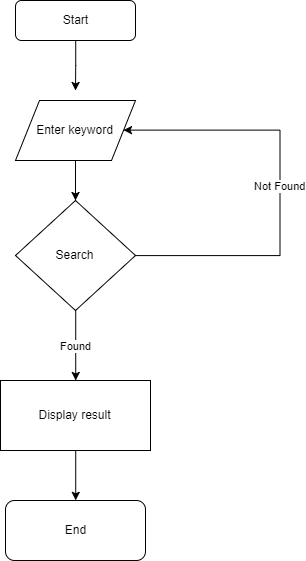 Start
Enter keyword
Not Found
Search
Found
Display result
End